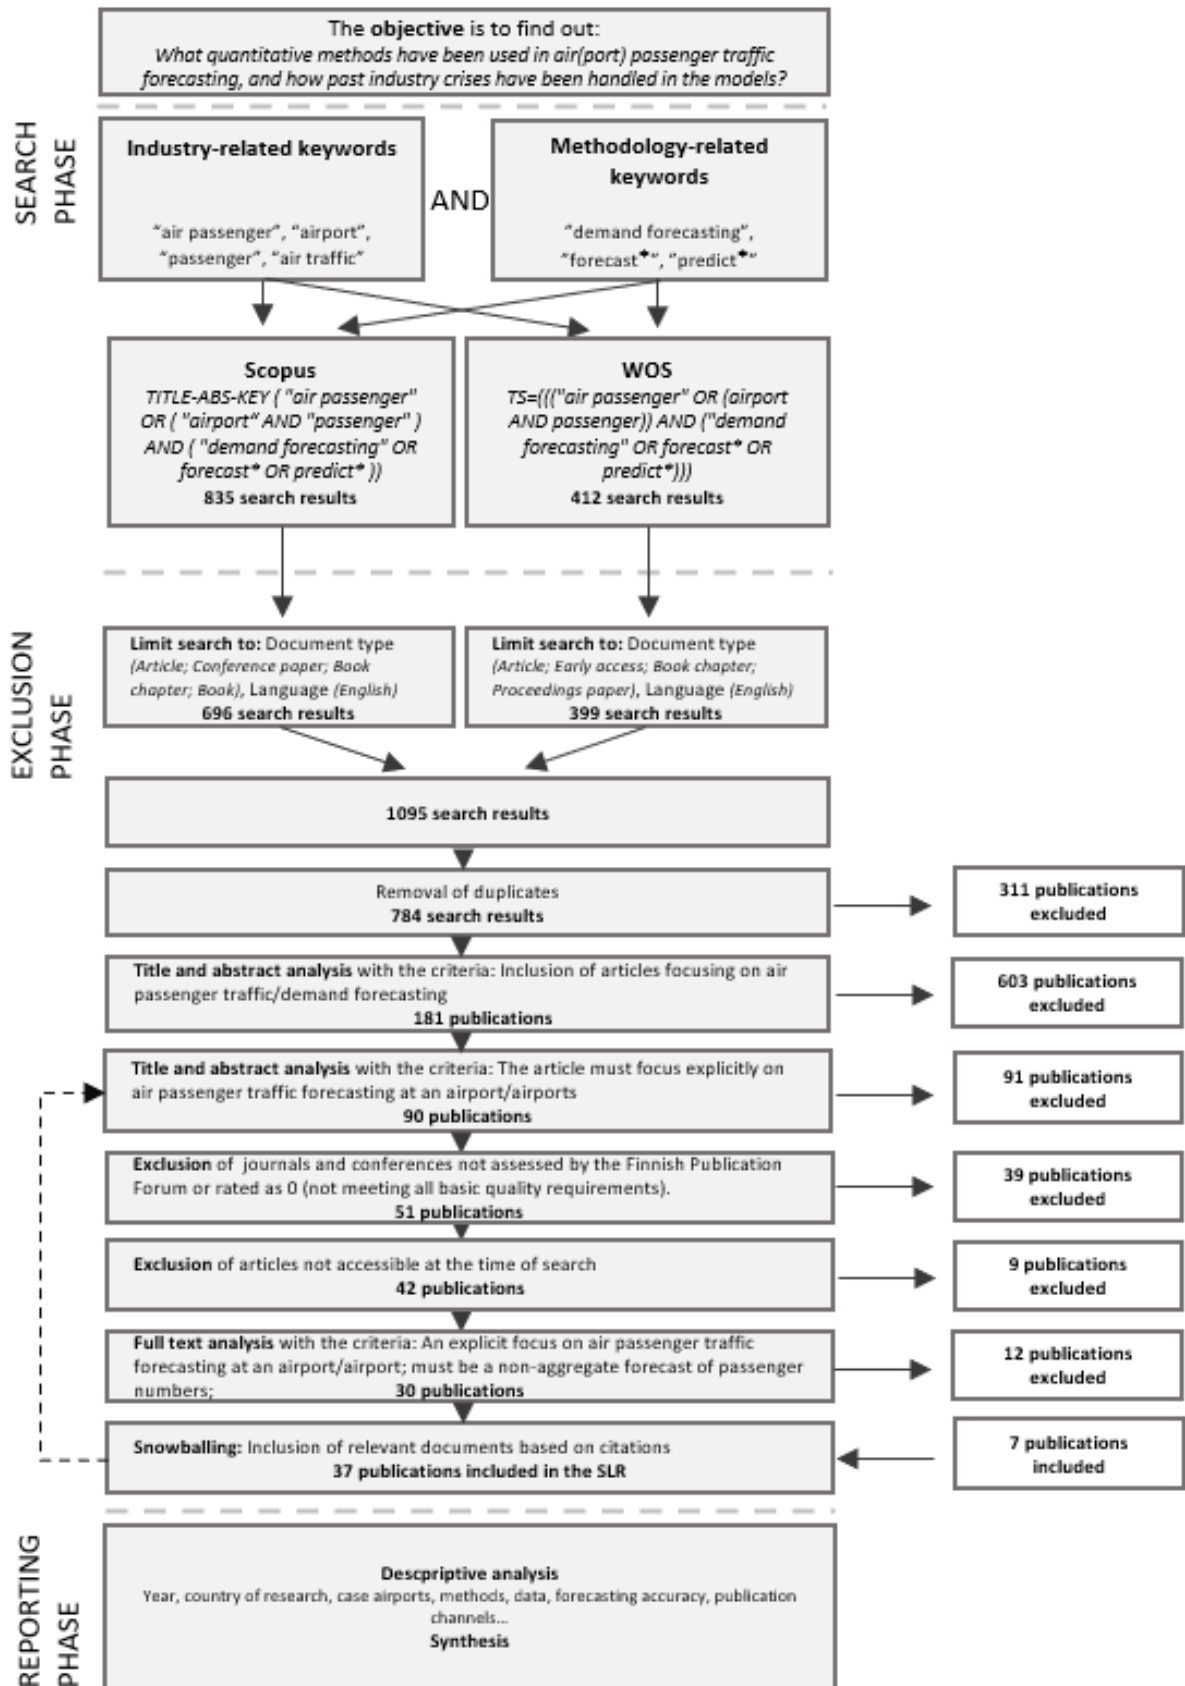 The objective is to find out:
What quantitative methods have been used in air(port) passenger traffic
forecasting, and how past industry crises have been handled in the models?
SEARCH
PHASE
Industry-related keywords
"air passenger", "airport",
"passenger", "air traffic"
AND
Methodology-related
keywords
"demand forecasting",
"forecast*", "predict*"
Scopus
TITLE-ABS-KEY ( "air passenger"
OR ( "airport" AND "passenger" )
AND ( "demand forecasting" OR
forecast* OR predict* ))
835 search results
WOS
TS=((("air passenger" OR (airport
AND passenger)) AND ("demand
forecasting" OR forecast* OR
predict*)))
412 search results
EXCLUSION
PHASE
Limit search to: Document type
(Article; Conference paper; Book
chapter; Book), Language (English)
696 search results
Limit search to: Document type
(Article; Early access; Book chapter;
Proceedings paper), Language (English)
399 search results
1095 search results
Removal of duplicates
784 search results
311 publications
excluded
Title and abstract analysis with the criteria: Inclusion of articles focusing on air
passenger traffic/demand forecasting
181 publications
603 publications
excluded
Title and abstract analysis with the criteria: The article must focus explicitly on
air passenger traffic forecasting at an airport/airports
90 publications
91 publications
excluded
Exclusion of journals and conferences not assessed by the Finnish Publication
Forum or rated as 0 (not meeting all basic quality requirements).
51 publications
39 publications
excluded
Exclusion of articles not accessible at the time of search
42 publications
9 publications
excluded
Full text analysis with the criteria: An explicit focus on air passenger traffic
forecasting at an airport/airport; must be a non-aggregate forecast of passenger
numbers; 30 publications
12 publications
excluded
Snowballing: Inclusion of relevant documents based on citations
37 publications included in the SLR
7 publications
included
REPORTING
PHASE
Descpriptive analysis
Year, country of research, case airports, methods, data, forecasting accuracy, publication
channels...
Synthesis